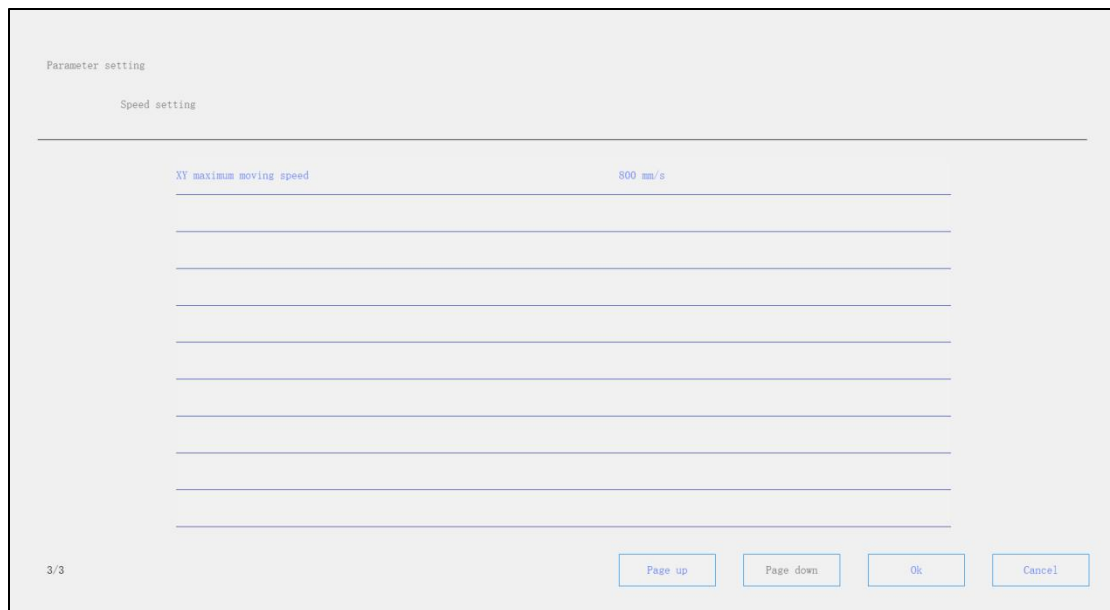 Parameter setting
Speed setting
XY maximum moving speed 800 mm/s
3/3 Page up Page down Ok Cancel